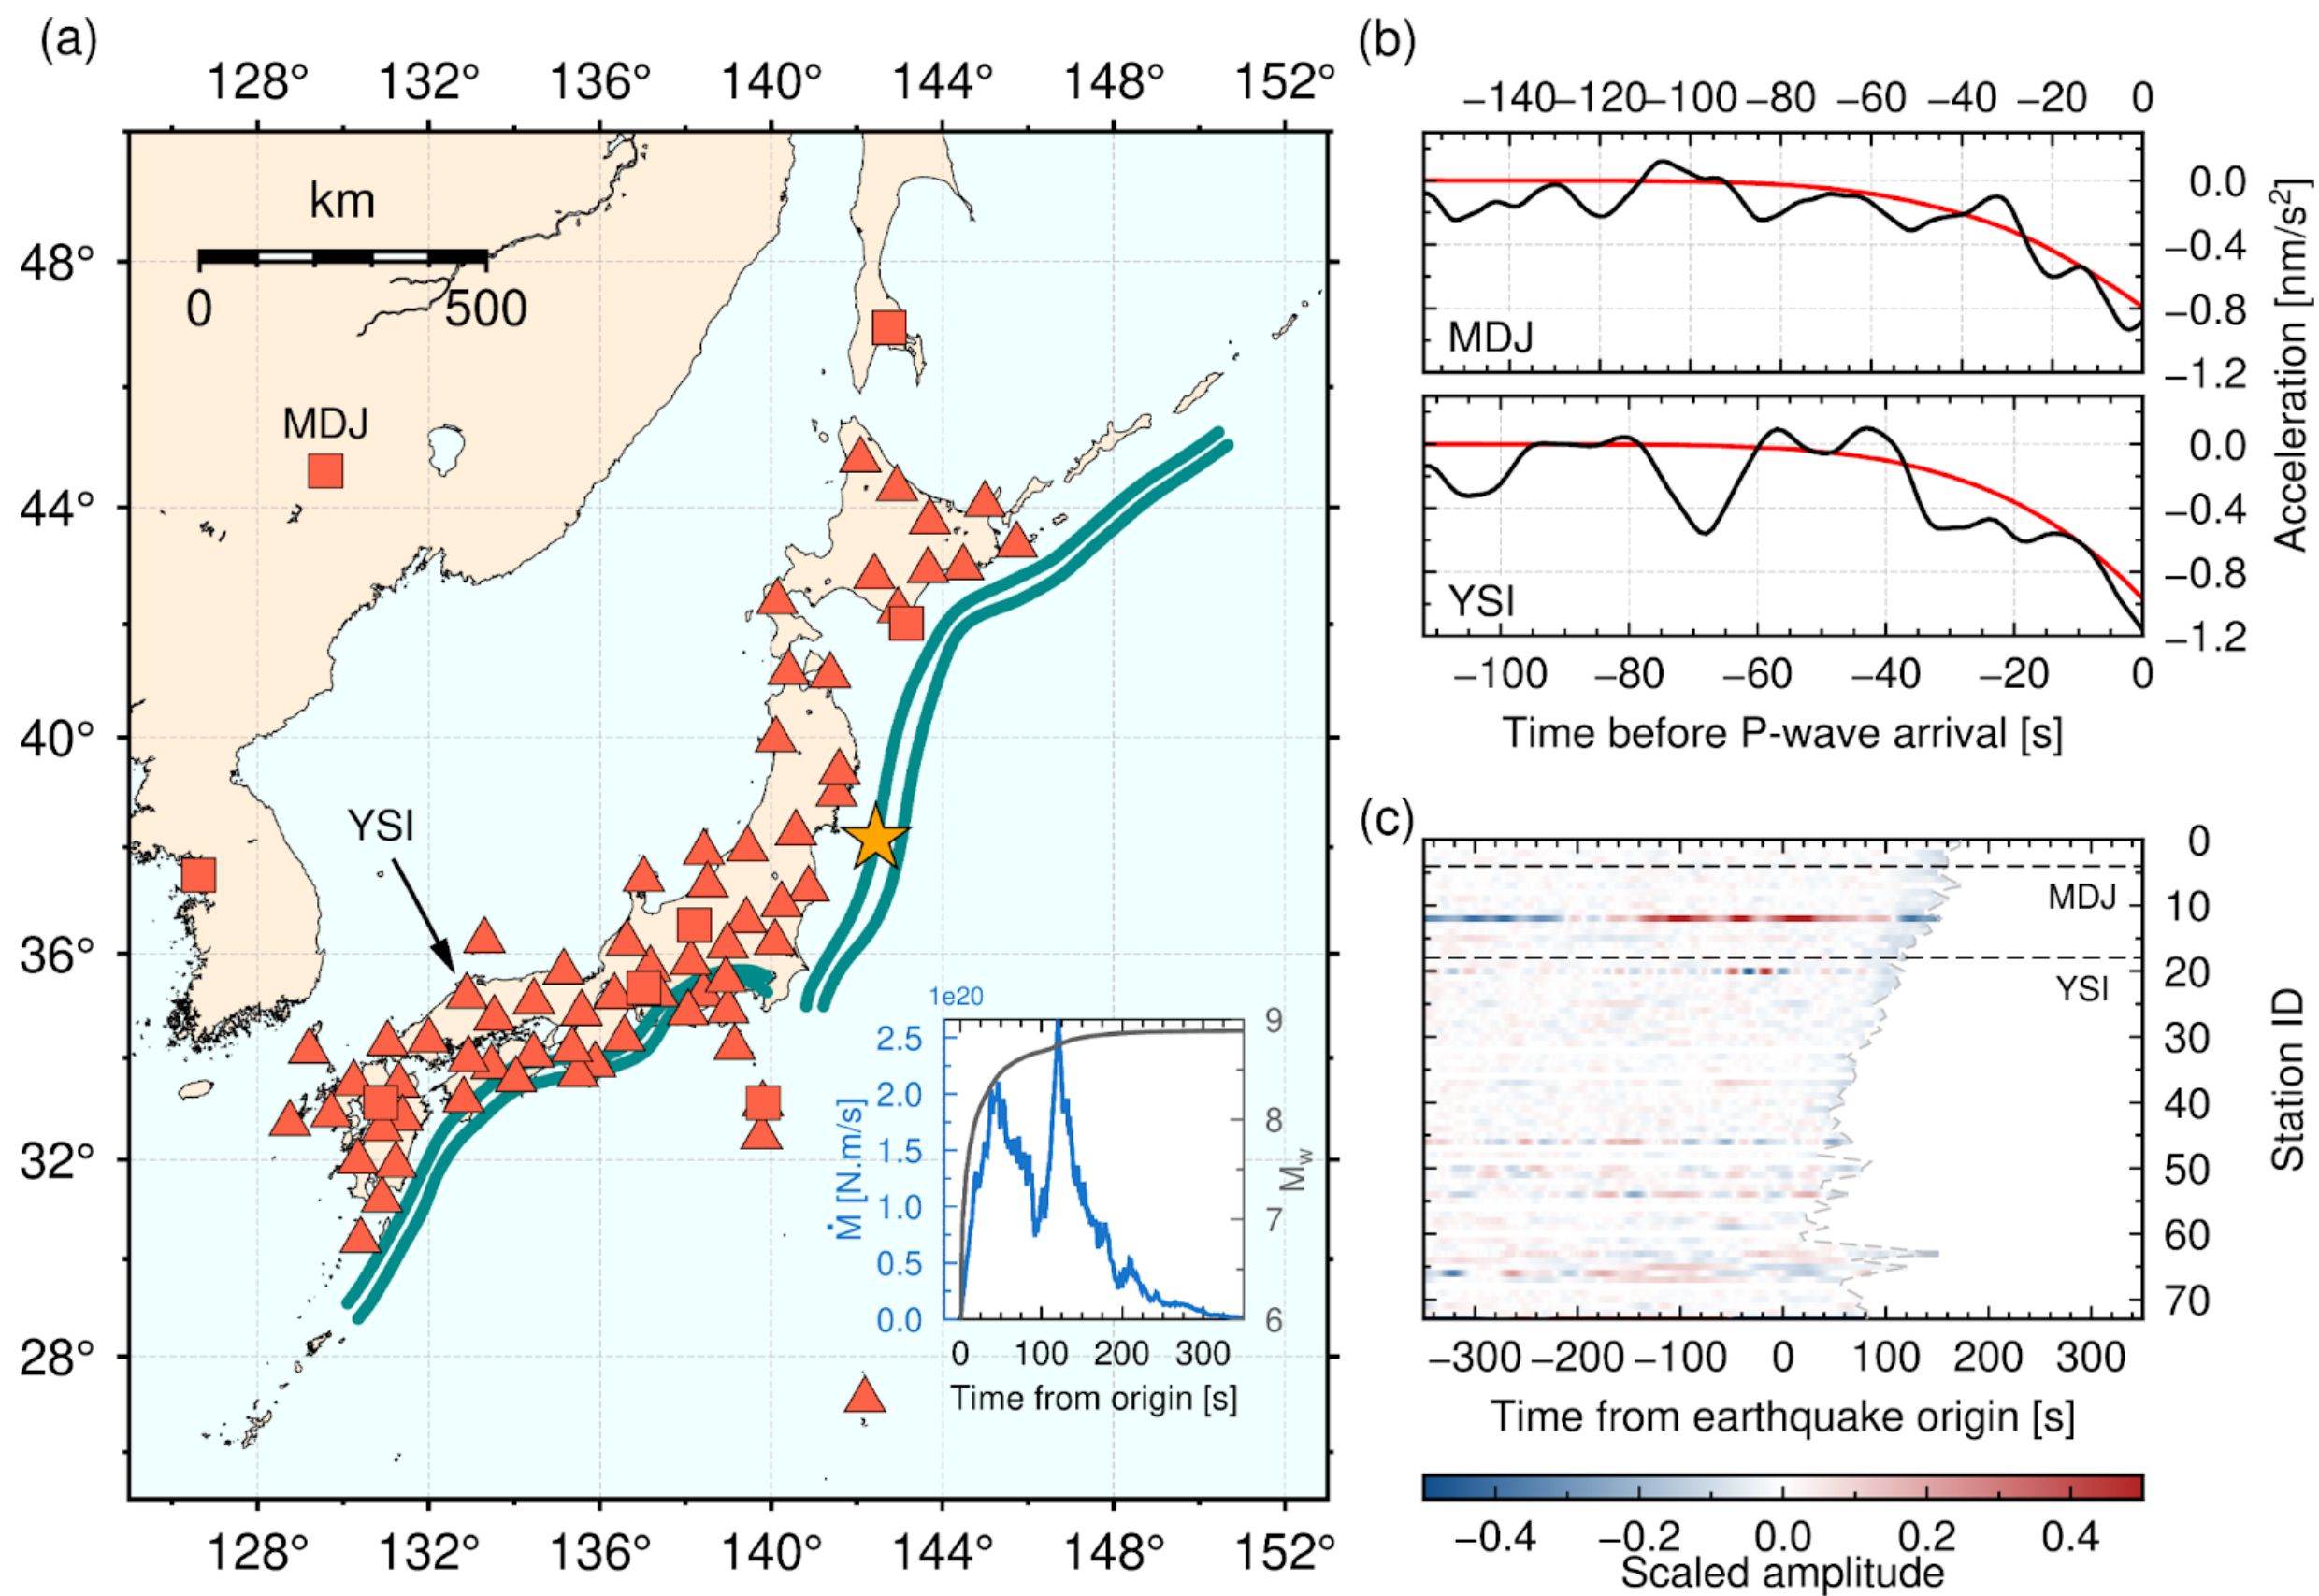 (a)
128° 132° 136° 140° 144° 148° 152°
km
0 500
48°
MDJ
44°
40°
YSI
36°
32°
28°
1e20
2.5
2.0
1.5
1.0
0.5
0.0
Ṁ [N.m/s]
9
8
7
6
M_w
0 100 200 300
Time from origin [s]
128° 132° 136° 140° 144° 148° 152°
(b)
−140 −120 −100 −80 −60 −40 −20 0
0.0
−0.4
−0.8
−1.2
MDJ
0.0
−0.4
−0.8
−1.2
YSI
Acceleration [nm/s²]
−100 −80 −60 −40 −20 0
Time before P-wave arrival [s]
(c)
0
MDJ
10
20
YSI
30
40
50
60
70
Station ID
−300 −200 −100 0 100 200 300
Time from earthquake origin [s]
−0.4 −0.2 0.0 0.2 0.4
Scaled amplitude